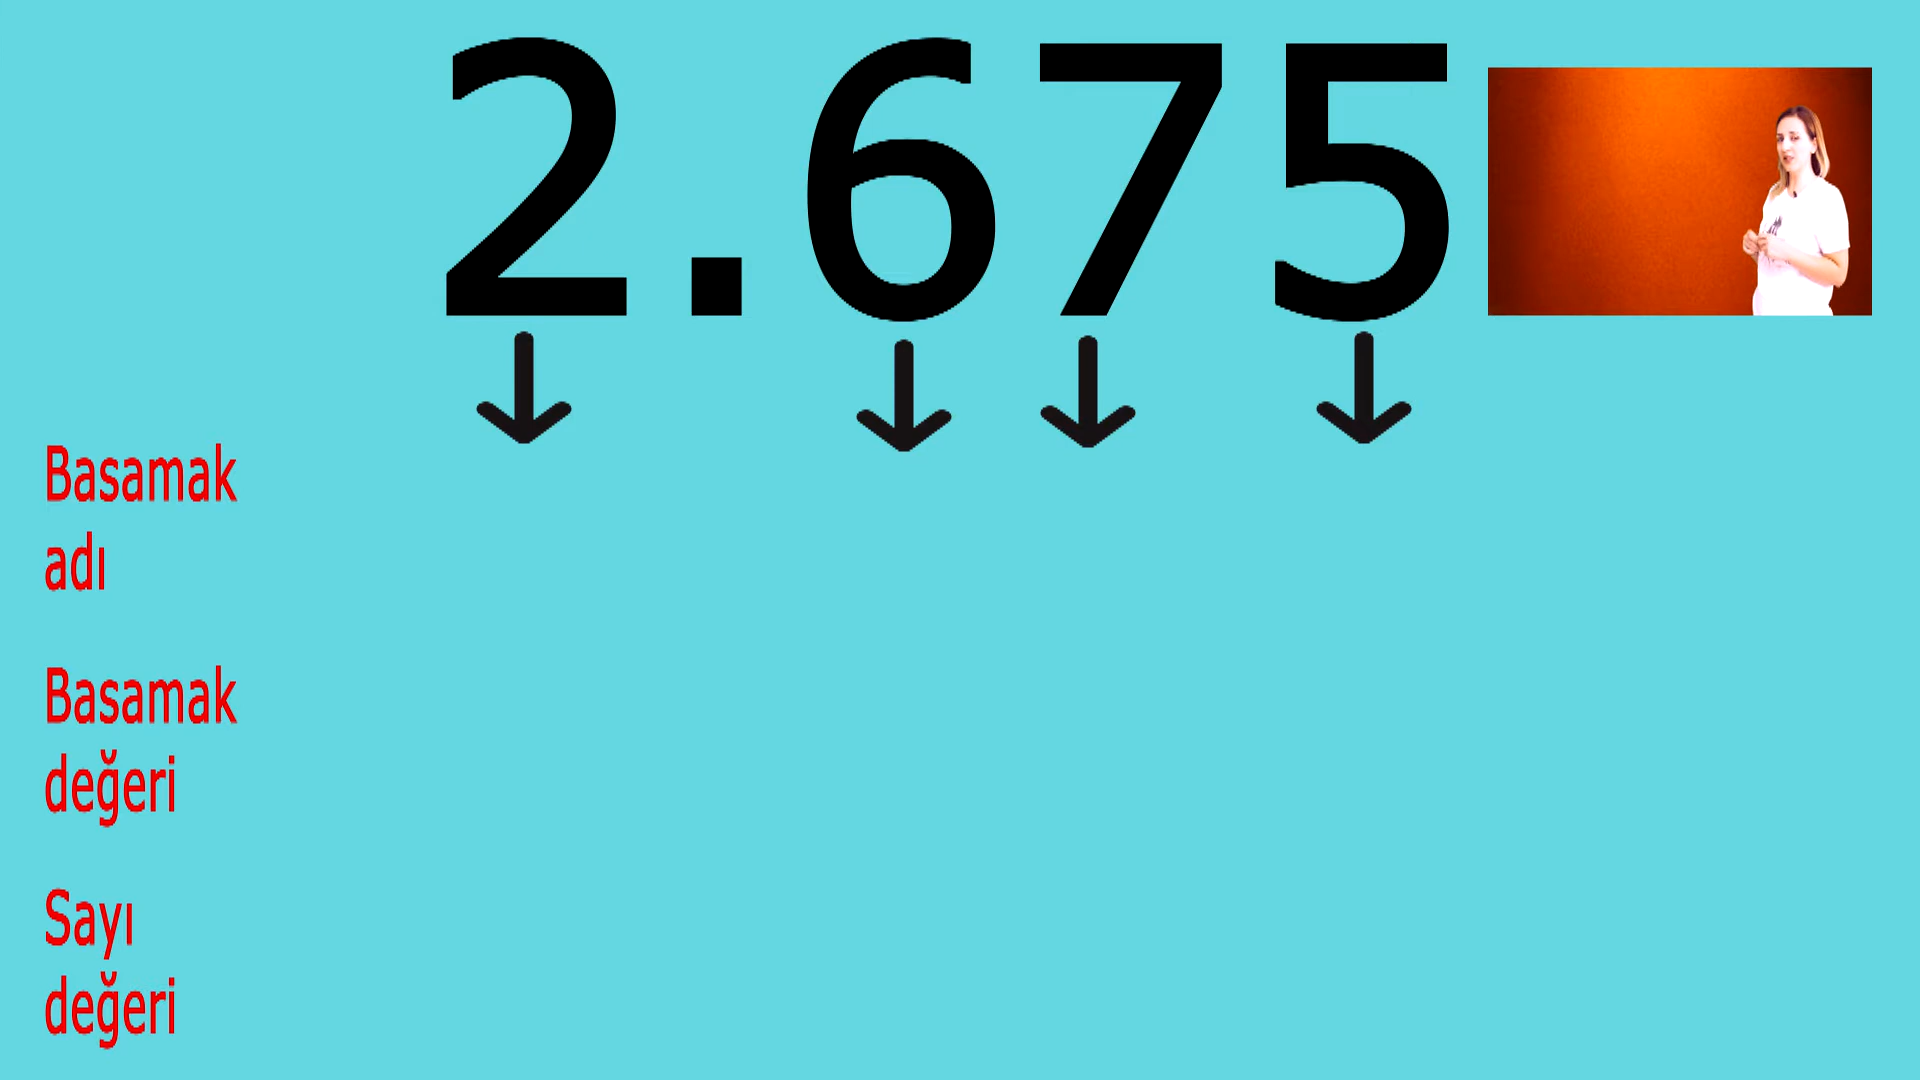 2.675
Basamak
adı
Basamak
değeri
Sayı
değeri